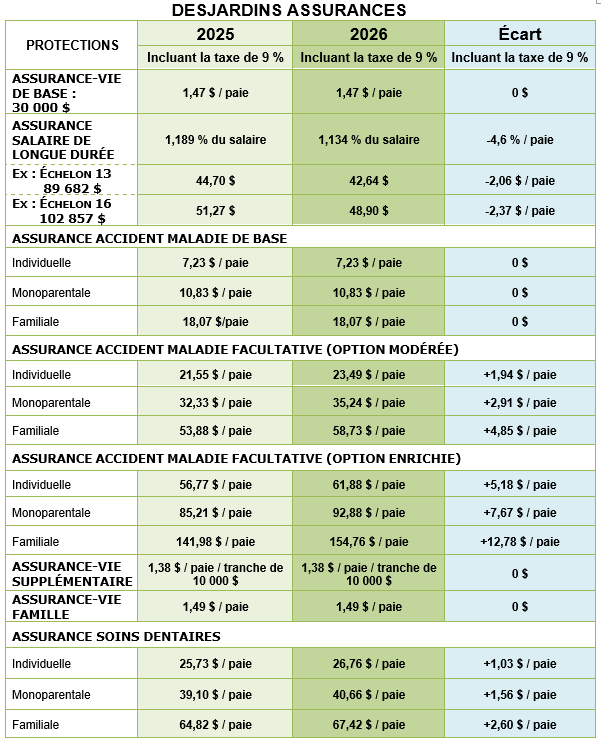 DESJARDINS ASSURANCES
PROTECTIONS
2025
2026
Écart
Incluant la taxe de 9 %
Incluant la taxe de 9 %
Incluant la taxe de 9 %
ASSURANCE-VIE
DE BASE :
30 000 $
1,47 $ / paie
1,47 $ / paie
0 $
ASSURANCE
SALAIRE DE
LONGUE DURÉE
1,189 % du salaire
1,134 % du salaire
-4,6 % / paie
EX : ÉCHELON 13
89 682 $
44,70 $
42,64 $
-2,06 $ / paie
EX : ÉCHELON 16
102 857 $
51,27 $
48,90 $
-2,37 $ / paie
ASSURANCE ACCIDENT MALADIE DE BASE
Individuelle
7,23 $ / paie
7,23 $ / paie
0 $
Monoparentale
10,83 $ / paie
10,83 $ / paie
0 $
Familiale
18,07 $/paie
18,07 $ / paie
0 $
ASSURANCE ACCIDENT MALADIE FACULTATIVE (OPTION MODÉRÉE)
Individuelle
21,55 $ / paie
23,49 $ / paie
+1,94 $ / paie
Monoparentale
32,33 $ / paie
35,24 $ / paie
+2,91 $ / paie
Familiale
53,88 $ / paie
58,73 $ / paie
+4,85 $ / paie
ASSURANCE ACCIDENT MALADIE FACULTATIVE (OPTION ENRICHIE)
Individuelle
56,77 $ / paie
61,88 $ / paie
+5,18 $ / paie
Monoparentale
85,21 $ / paie
92,88 $ / paie
+7,67 $ / paie
Familiale
141,98 $ / paie
154,76 $ / paie
+12,78 $ / paie
ASSURANCE-VIE
SUPPLÉMENTAIRE
1,38 $ / paie / tranche de
10 000 $
1,38 $ / paie / tranche de
10 000 $
0 $
ASSURANCE-VIE
FAMILLE
1,49 $ / paie
1,49 $ / paie
0 $
ASSURANCE SOINS DENTAIRES
Individuelle
25,73 $ / paie
26,76 $ / paie
+1,03 $ / paie
Monoparentale
39,10 $ / paie
40,66 $ / paie
+1,56 $ / paie
Familiale
64,82 $ / paie
67,42 $ / paie
+2,60 $ / paie